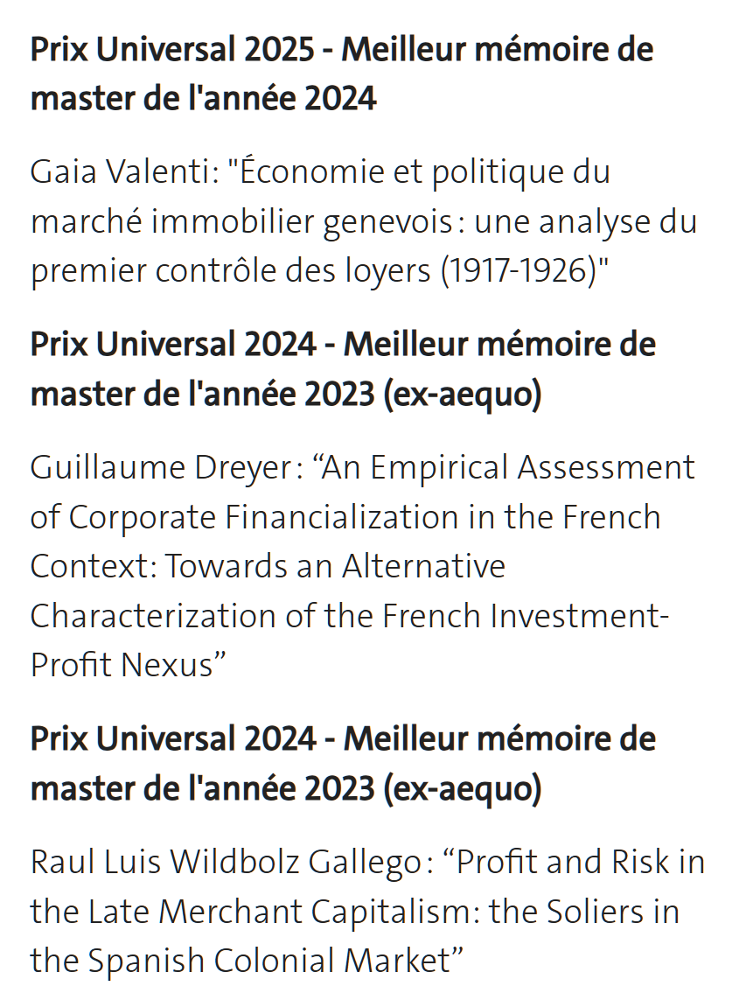 Prix Universal 2025 - Meilleur mémoire de
master de l'année 2024
Gaia Valenti: "Économie et politique du
marché immobilier genevois : une analyse du
premier contrôle des loyers (1917-1926)"
Prix Universal 2024 - Meilleur mémoire de
master de l'année 2023 (ex-aequo)
Guillaume Dreyer : “An Empirical Assessment
of Corporate Financialization in the French
Context: Towards an Alternative
Characterization of the French Investment-
Profit Nexus”
Prix Universal 2024 - Meilleur mémoire de
master de l'année 2023 (ex-aequo)
Raul Luis Wildbolz Gallego : “Profit and Risk in
the Late Merchant Capitalism: the Soliers in
the Spanish Colonial Market”